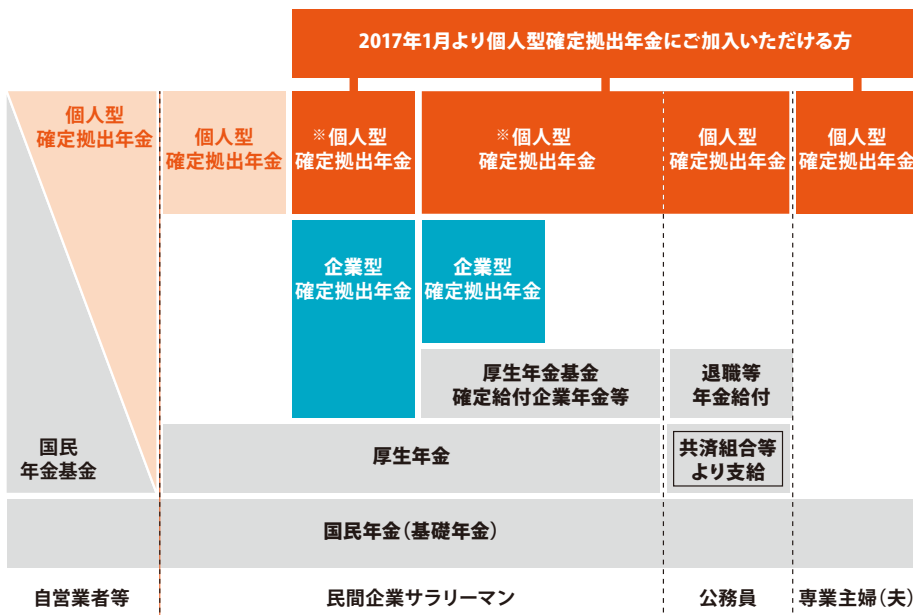 2017年1月より個人型確定拠出年金にご加入いただける方
個人型
確定拠出年金
個人型
確定拠出年金
※個人型
確定拠出年金
※個人型
確定拠出年金
個人型
確定拠出年金
個人型
確定拠出年金
企業型
確定拠出年金
企業型
確定拠出年金
厚生年金基金
確定給付企業年金等
退職等
年金給付
国民
年金基金
厚生年金
共済組合等
より支給
国民年金(基礎年金)
自営業者等
民間企業サラリーマン
公務員
専業主婦(夫)